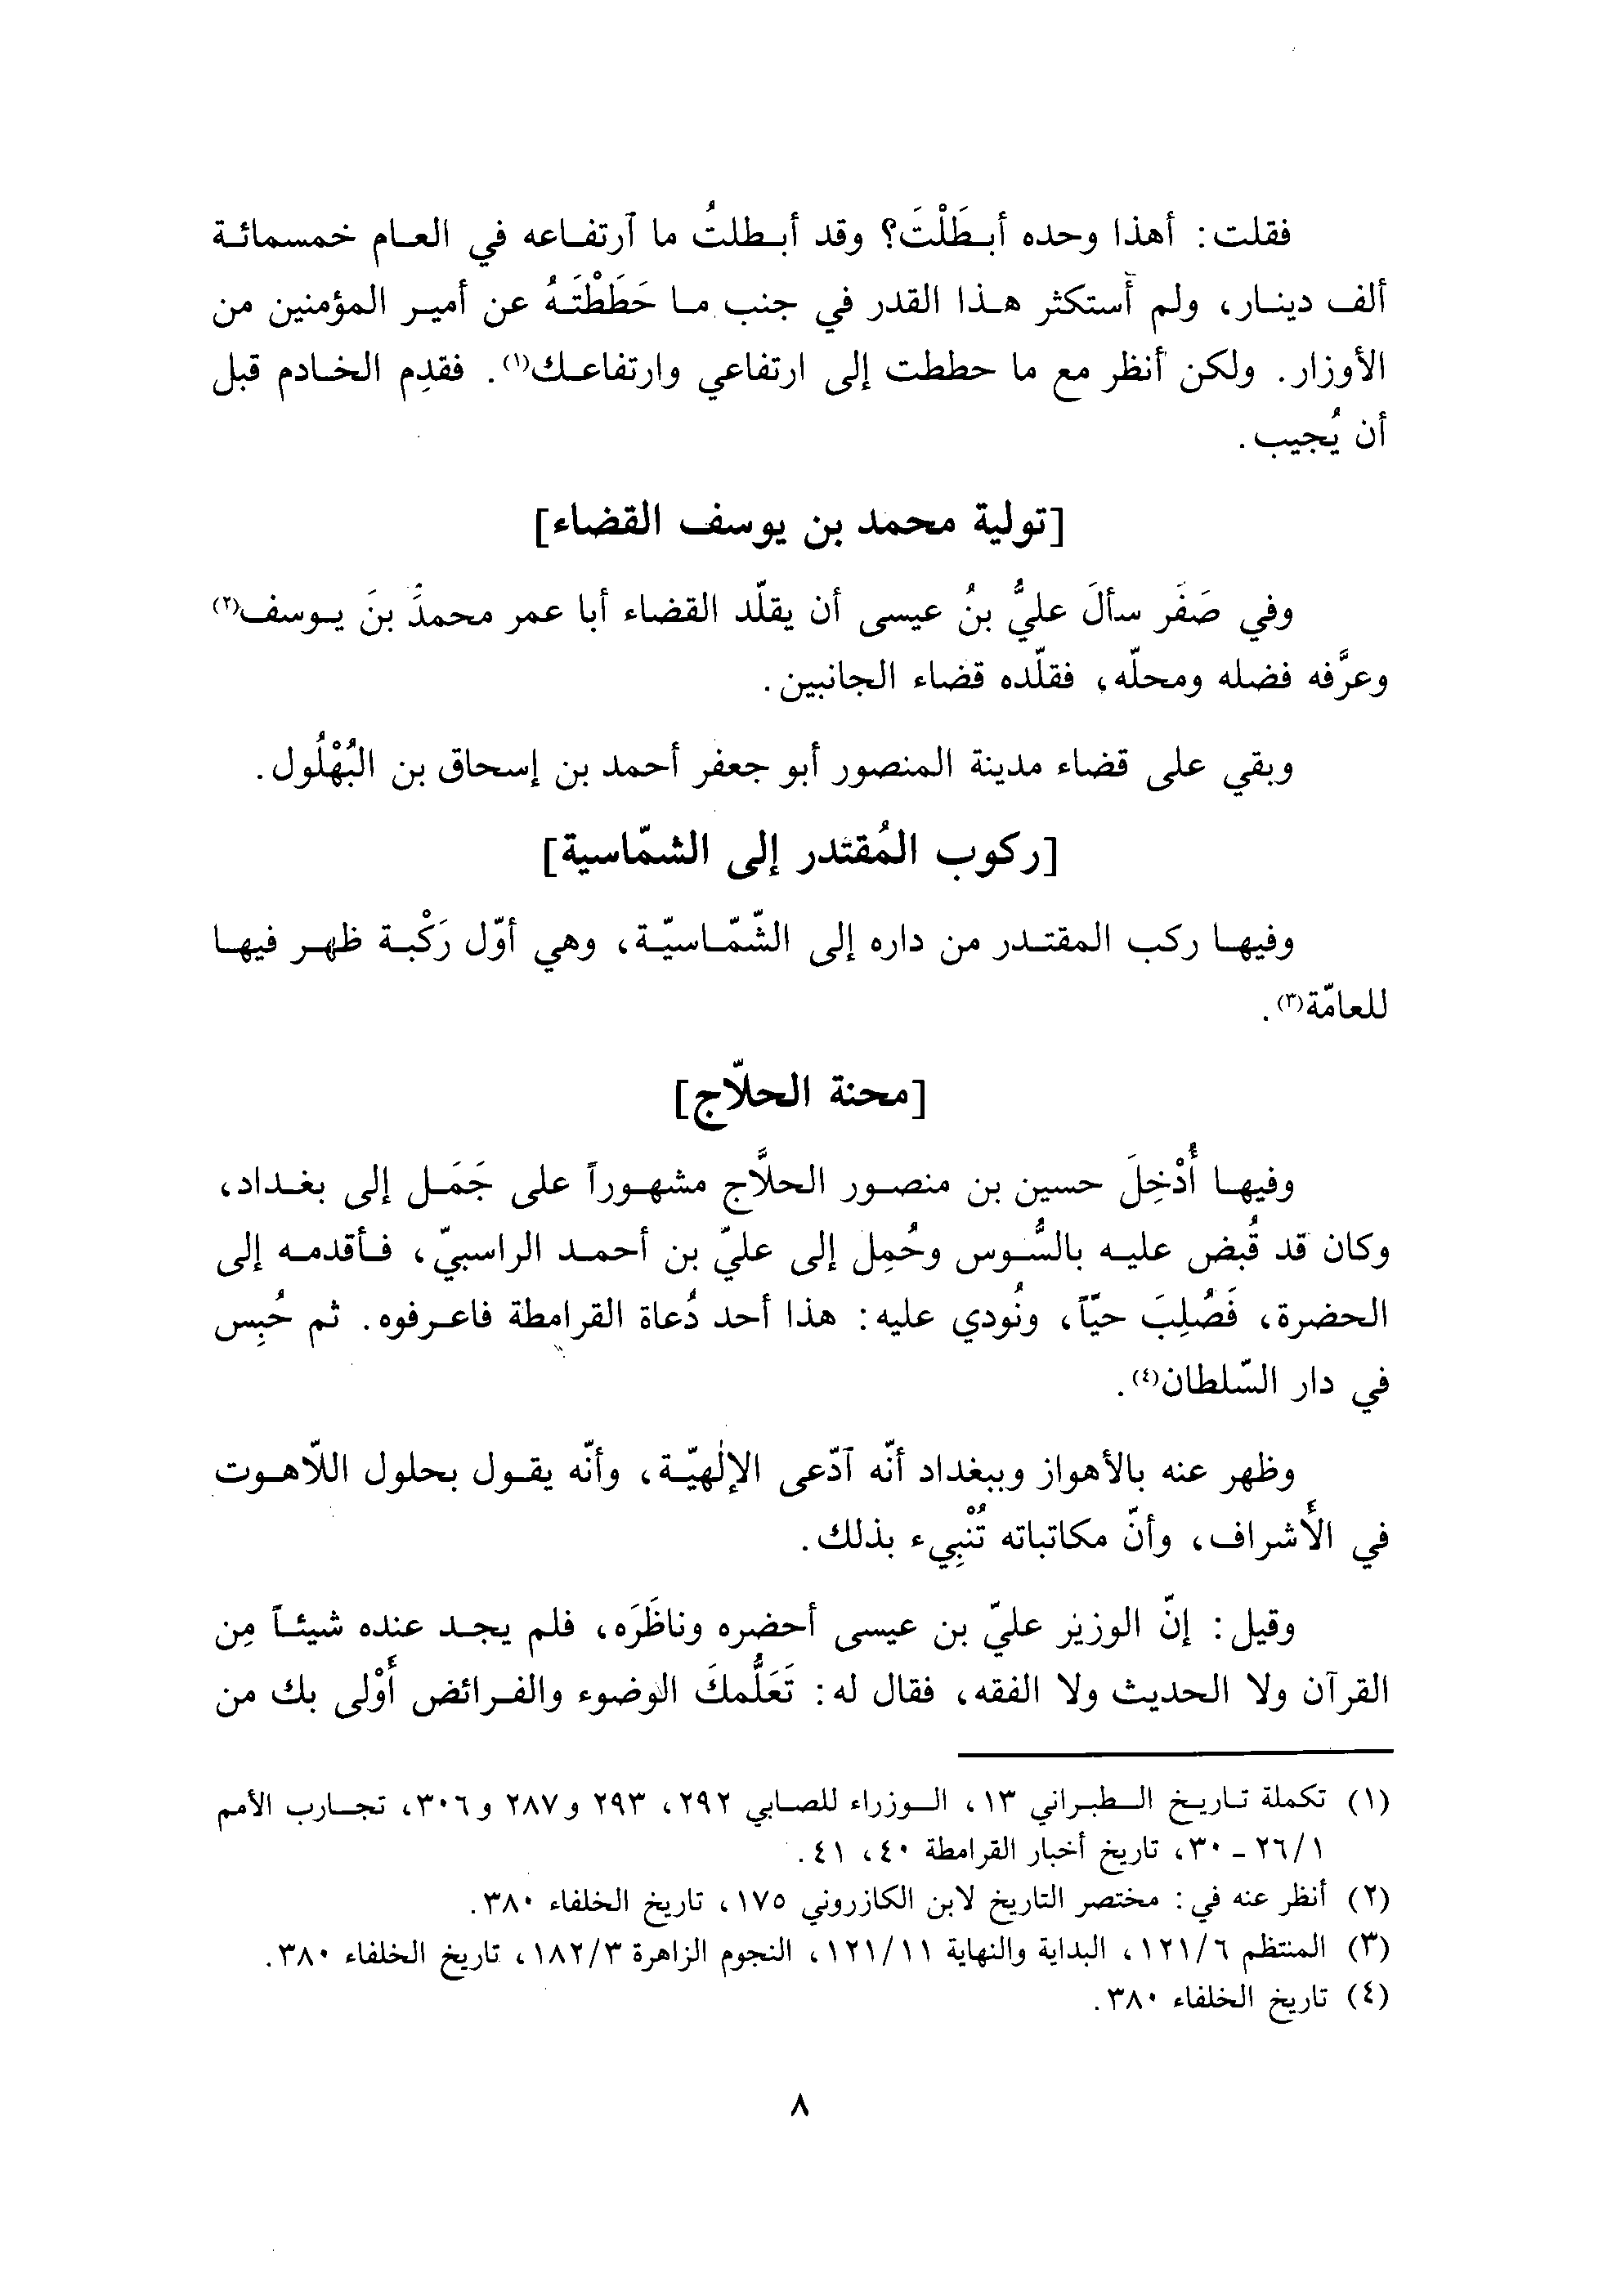 فقلت: أهذا وحده أبطَلْتَ؟ وقد أبطلتُ ما آرتفاعه في العام خمسمائة
ألف دينار، ولم أستكثر هذا القدر في جنب ما حَطَطْتَهُ عن أمير المؤمنين من
الأوزار. ولكن أنظر مع ما حططت إلى ارتفاعي وارتفاعك(١). فقدِم الخادم قبل
أن يُجيب.
[تولية محمد بن يوسف القضاء]
وفي صَفَر سألَ عليُّ بنُ عيسى أن يقلّد القضاء أبا عمر محمدَ بنَ يوسف(٢)
وعرَّفه فضله ومحلّه، فقلّده قضاء الجانبين.
وبقي على قضاء مدينة المنصور أبو جعفر أحمد بن إسحاق بن البُهْلُول.
[ركوب المُقتدر إلى الشمّاسية]
وفيها ركب المقتدر من داره إلى الشّمّاسيّة، وهي أوّل رَكْبة ظهر فيها
للعامّة(٣).
[محنة الحلاّج]
وفيها أُدْخِلَ حسين بن منصور الحلاَّج مشهوراً على جَمَل إلى بغداد،
وكان قد قُبض عليه بالسُّوس وحُمِل إلى عليّ بن أحمد الراسبيّ، فأقدمه إلى
الحضرة، فَصُلِبَ حيّاً، ونُودي عليه: هذا أحد دُعاة القرامطة فاعرفوه. ثم حُبِس
في دار السّلطان(٤).
وظهر عنه بالأهواز وببغداد أنّه آدّعى الإلٰهيّة، وأنّه يقول بحلول اللّاهوت
في الأشراف، وأنّ مكاتباته تُنْبِيء بذلك.
وقيل: إنّ الوزير عليّ بن عيسى أحضره وناظَرَه، فلم يجد عنده شيئاً مِن
القرآن ولا الحديث ولا الفقه، فقال له: تَعَلُّمكَ الوضوء والفرائض أَوْلى بك من
(١) تكملة تاريخ الطبراني ١٣، الوزراء للصابي ٢٩٢، ٢٩٣ و٢٨٧ و٣٠٦، تجارب الأمم
١/٢٦ - ٣٠، تاريخ أخبار القرامطة ٤٠، ٤١.
(٢) أنظر عنه في: مختصر التاريخ لابن الكازروني ١٧٥، تاريخ الخلفاء ٣٨٠.
(٣) المنتظم ٦/١٢١، البداية والنهاية ١١/١٢١، النجوم الزاهرة ٣/١٨٢، تاريخ الخلفاء ٣٨٠.
(٤) تاريخ الخلفاء ٣٨٠.
٨